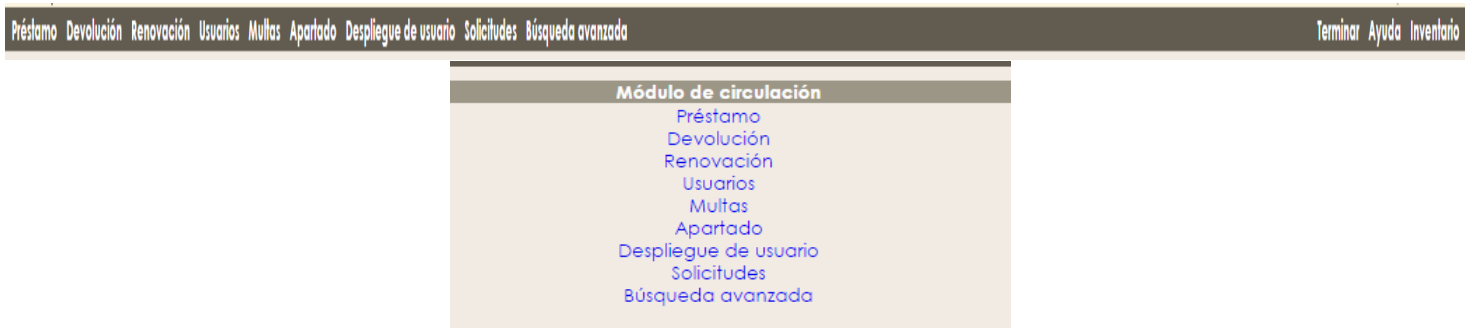 Préstamo Devolución Renovación Usuarios Multas Apartado Despliegue de usuario Solicitudes Búsqueda avanzada Terminar Ayuda Inventario
Módulo de circulación
Préstamo
Devolución
Renovación
Usuarios
Multas
Apartado
Despliegue de usuario
Solicitudes
Búsqueda avanzada